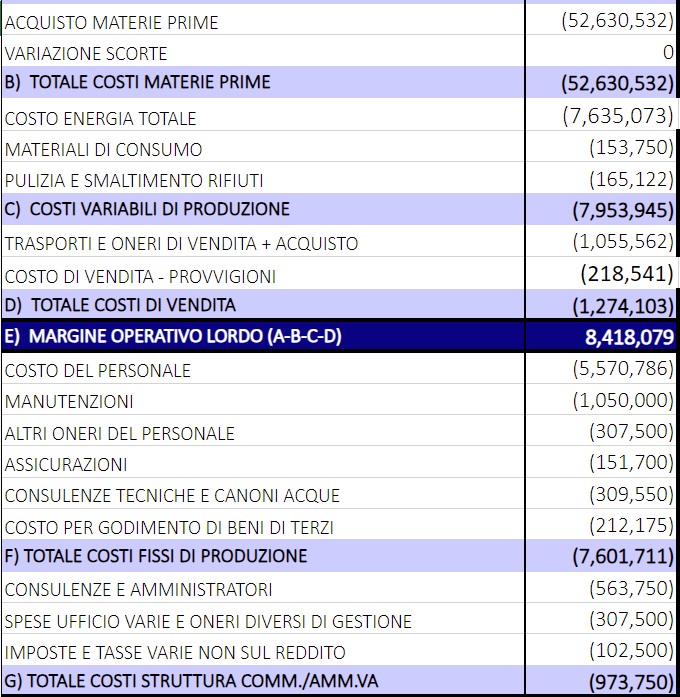 ACQUISTO MATERIE PRIME (52,630,532)
VARIAZIONE SCORTE 0
B) TOTALE COSTI MATERIE PRIME (52,630,532)
COSTO ENERGIA TOTALE (7,635,073)
MATERIALI DI CONSUMO (153,750)
PULIZIA E SMALTIMENTO RIFIUTI (165,122)
C) COSTI VARIABILI DI PRODUZIONE (7,953,945)
TRASPORTI E ONERI DI VENDITA + ACQUISTO (1,055,562)
COSTO DI VENDITA - PROVVIGIONI (218,541)
D) TOTALE COSTI DI VENDITA (1,274,103)
E) MARGINE OPERATIVO LORDO (A-B-C-D) 8,418,079
COSTO DEL PERSONALE (5,570,786)
MANUTENZIONI (1,050,000)
ALTRI ONERI DEL PERSONALE (307,500)
ASSICURAZIONI (151,700)
CONSULENZE TECNICHE E CANONI ACQUE (309,550)
COSTO PER GODIMENTO DI BENI DI TERZI (212,175)
F) TOTALE COSTI FISSI DI PRODUZIONE (7,601,711)
CONSULENZE E AMMINISTRATORI (563,750)
SPESE UFFICIO VARIE E ONERI DIVERSI DI GESTIONE (307,500)
IMPOSTE E TASSE VARIE NON SUL REDDITO (102,500)
G) TOTALE COSTI STRUTTURA COMM./AMM.VA (973,750)